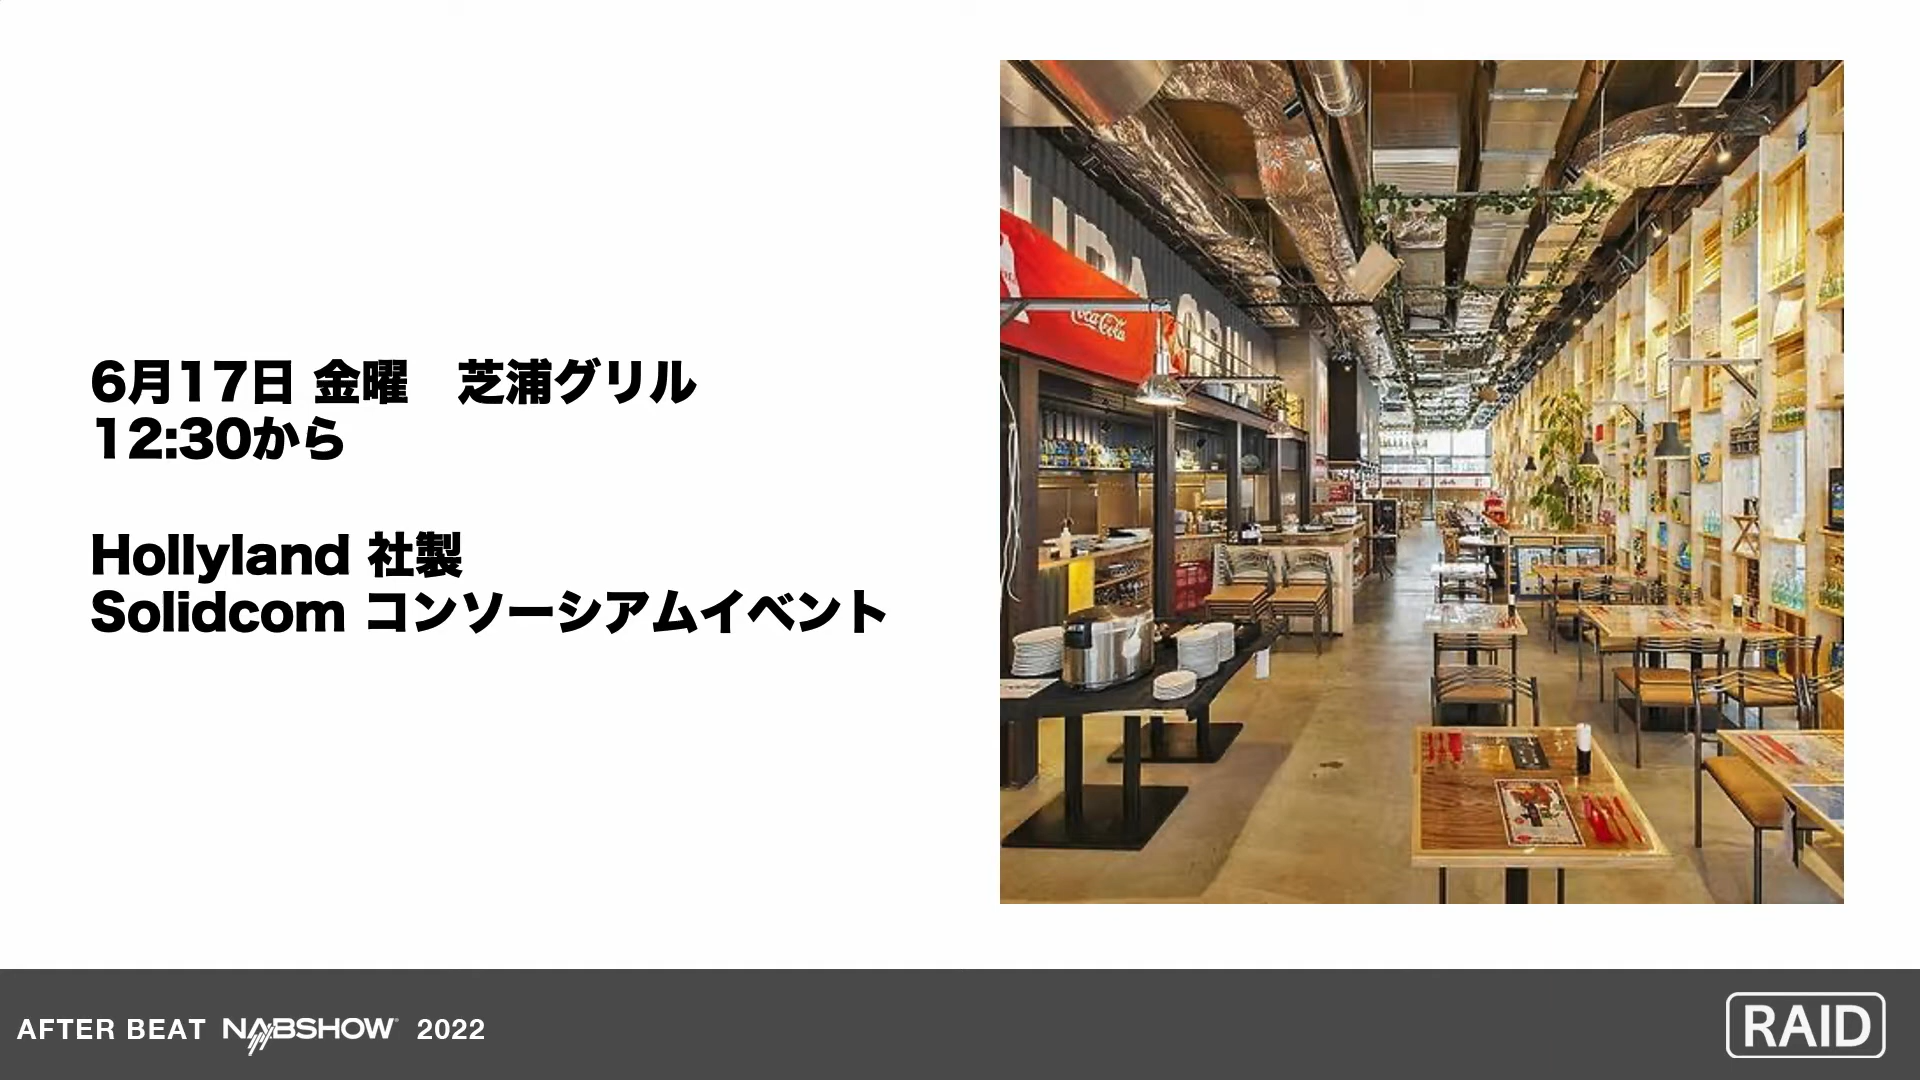 6月17日 金曜　芝浦グリル
12:30から
Hollyland 社製
Solidcom コンソーシアムイベント
Coca-Cola
AFTER BEAT NABSHOW 2022
RAID